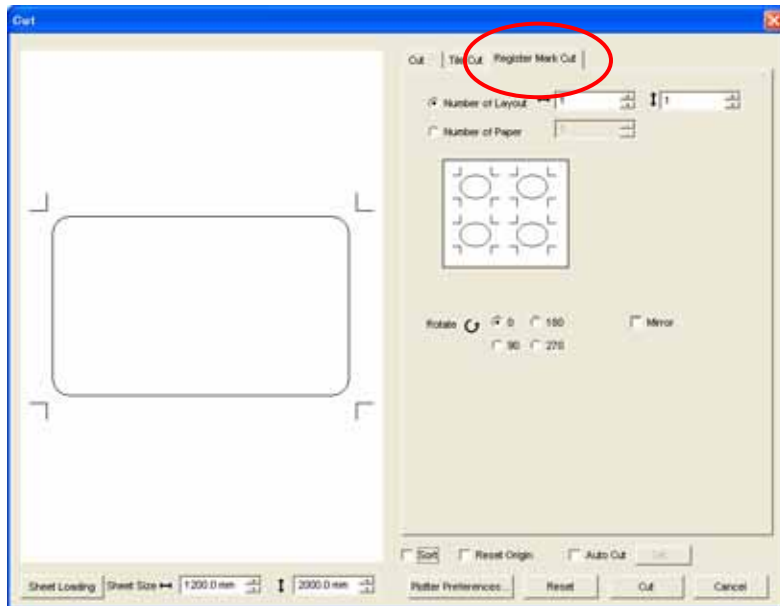 Cut
Cut Tile Cut Register Mark Cut
Number of Layout 1 1
Number of Paper
Rotate 0 180 Mirror
90 270
Sort Reset Origin Auto Cut
Sheet Loading Sheet Size 1200.0 mm 2000.0 mm Plotter Preferences... Reset Cut Cancel